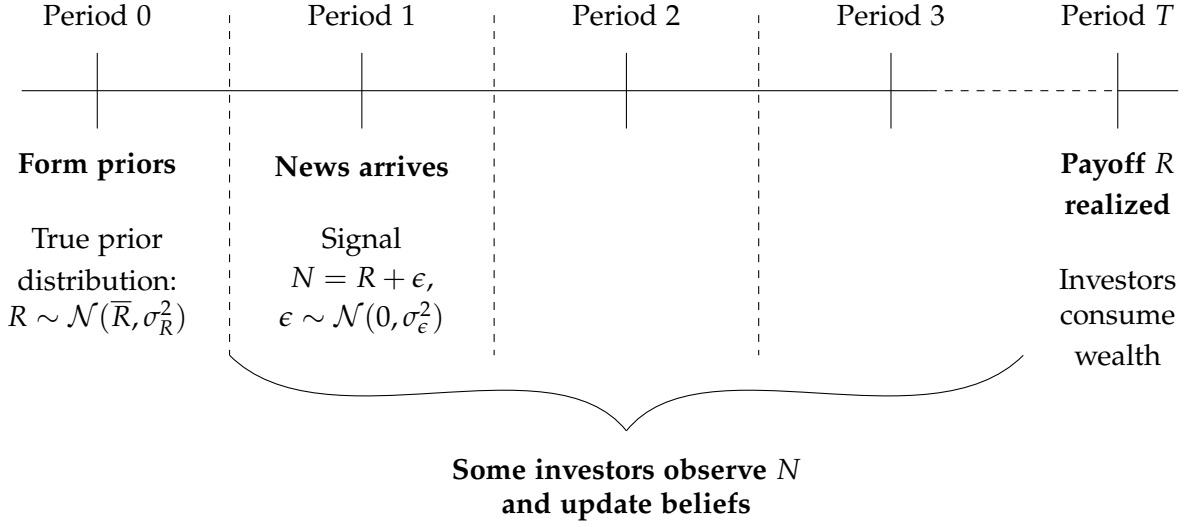 Period 0
Period 1
Period 2
Period 3
Period T
Form priors
True prior
distribution:
R ∼ 𝒩(R̅, σ_R^2)
News arrives
Signal
N = R + ϵ,
ϵ ∼ 𝒩(0, σ_ϵ^2)
Payoff R
realized
Investors
consume
wealth
Some investors observe N
and update beliefs